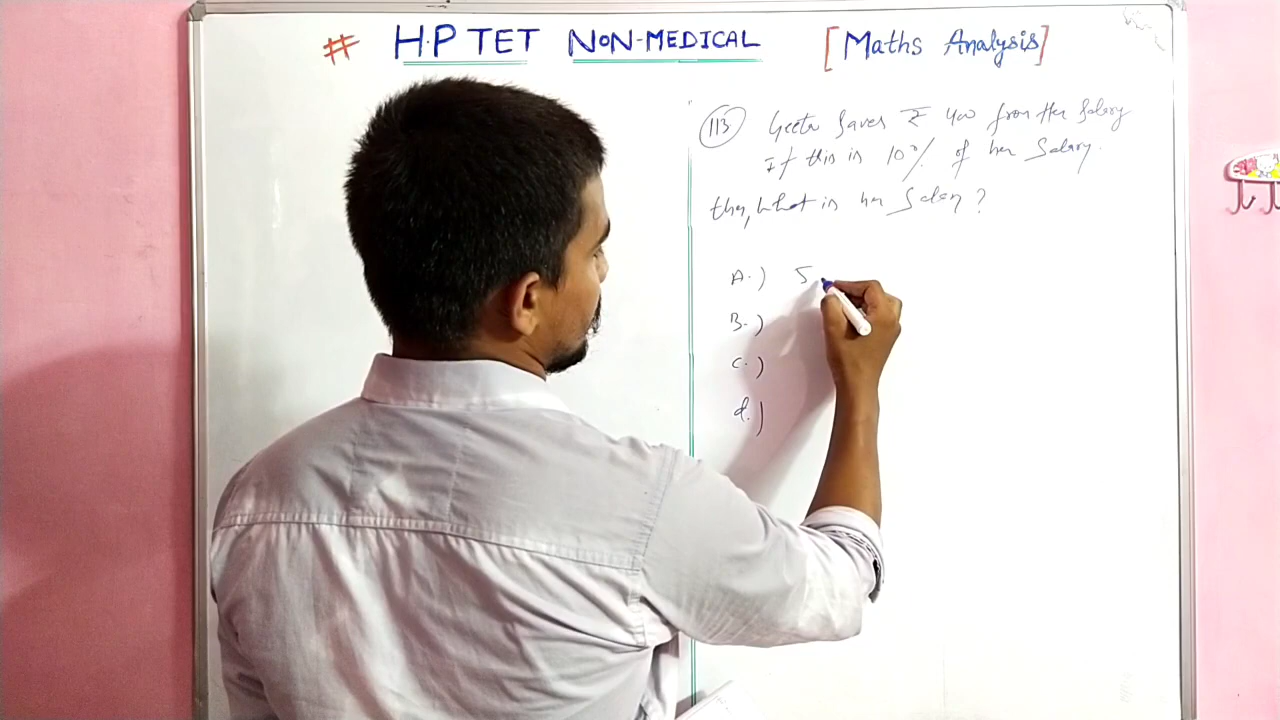 # H.P TET NON-MEDICAL [Maths Analysis]
113 Geeta Saves ₹ 400 from Her Salary
If this is 10% of her Salary.
then, what is her Salary ?
A.) 5
B.)
C.)
d.)